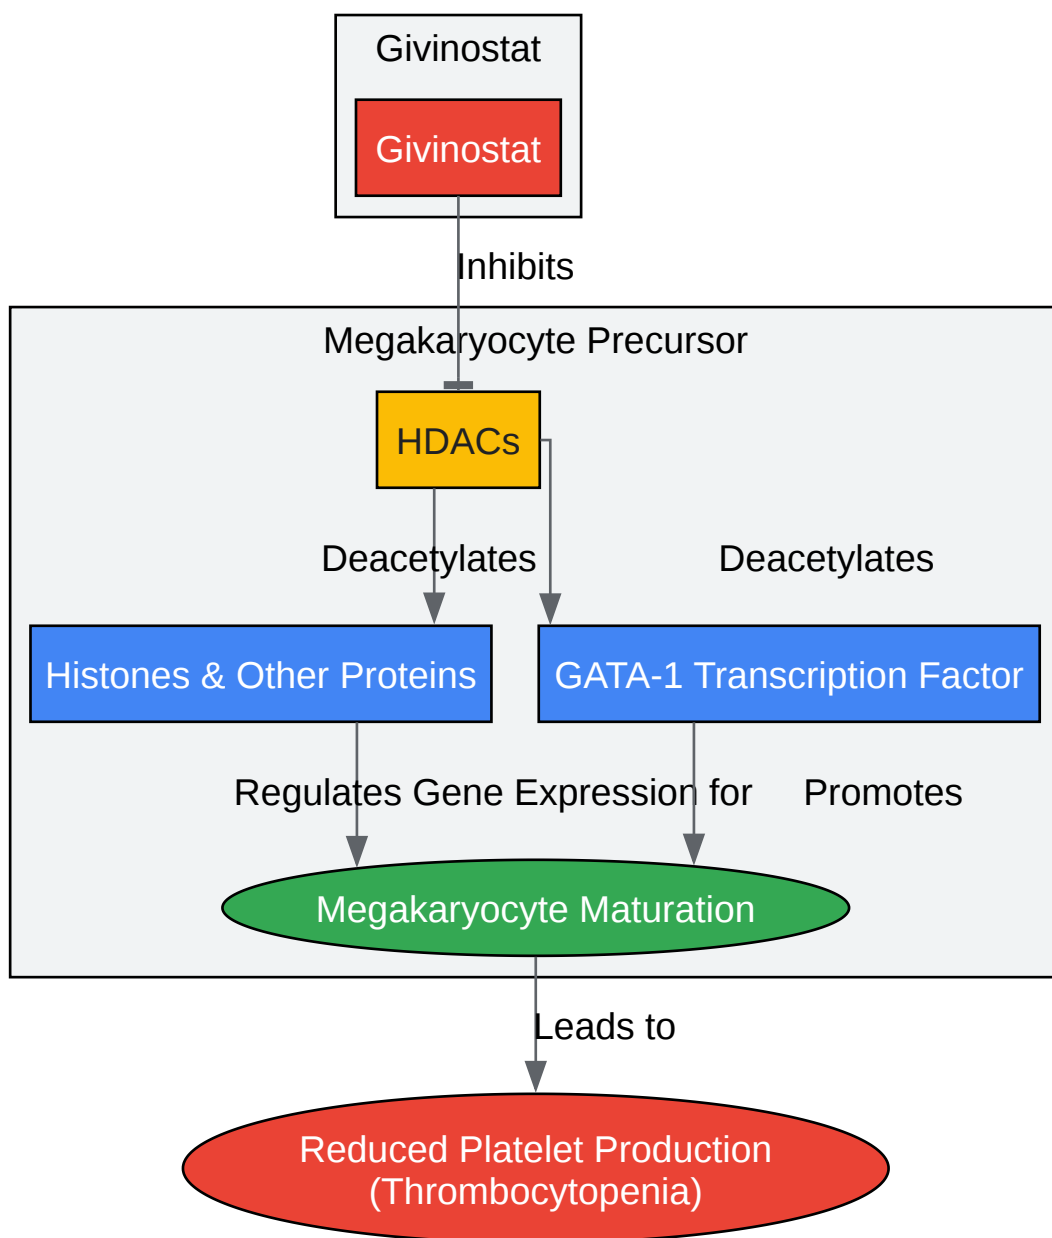 Givinostat
Givinostat
Inhibits
Megakaryocyte Precursor
HDACs
Deacetylates
Deacetylates
Histones & Other Proteins
GATA-1 Transcription Factor
Regulates Gene Expression for
Promotes
Megakaryocyte Maturation
Leads to
Reduced Platelet Production
(Thrombocytopenia)